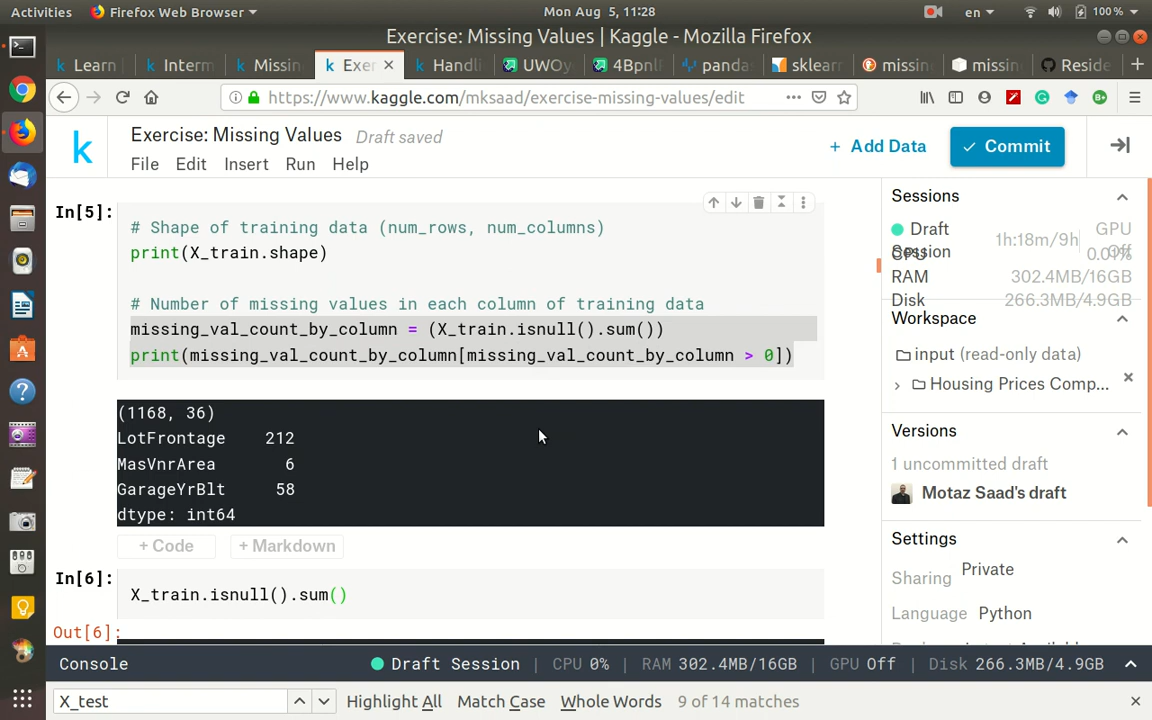 Activities Firefox Web Browser Mon Aug 5, 11:28 en 100%
Exercise: Missing Values | Kaggle - Mozilla Firefox
Learn Interm Missin Exer Handli UWOy 4Bpnl panda sklear missin missin Reside
https://www.kaggle.com/mksaad/exercise-missing-values/edit
Exercise: Missing Values Draft saved
File Edit Insert Run Help
+ Add Data
Commit
In[5]:
# Shape of training data (num_rows, num_columns)
print(X_train.shape)
# Number of missing values in each column of training data
missing_val_count_by_column = (X_train.isnull().sum())
print(missing_val_count_by_column[missing_val_count_by_column > 0])
(1168, 36)
LotFrontage 212
MasVnrArea 6
GarageYrBlt 58
dtype: int64
+ Code + Markdown
In[6]:
X_train.isnull().sum()
Out[6]:
Sessions
Draft Session 1h:18m/9h GPU Off
CPU 0.01%
RAM 302.4MB/16GB
Disk 266.3MB/4.9GB
Workspace
input (read-only data)
Housing Prices Comp...
Versions
1 uncommitted draft
Motaz Saad's draft
Settings
Sharing Private
Language Python
Console Draft Session | CPU 0% | RAM 302.4MB/16GB | GPU Off | Disk 266.3MB/4.9GB
X_test Highlight All Match Case Whole Words 9 of 14 matches